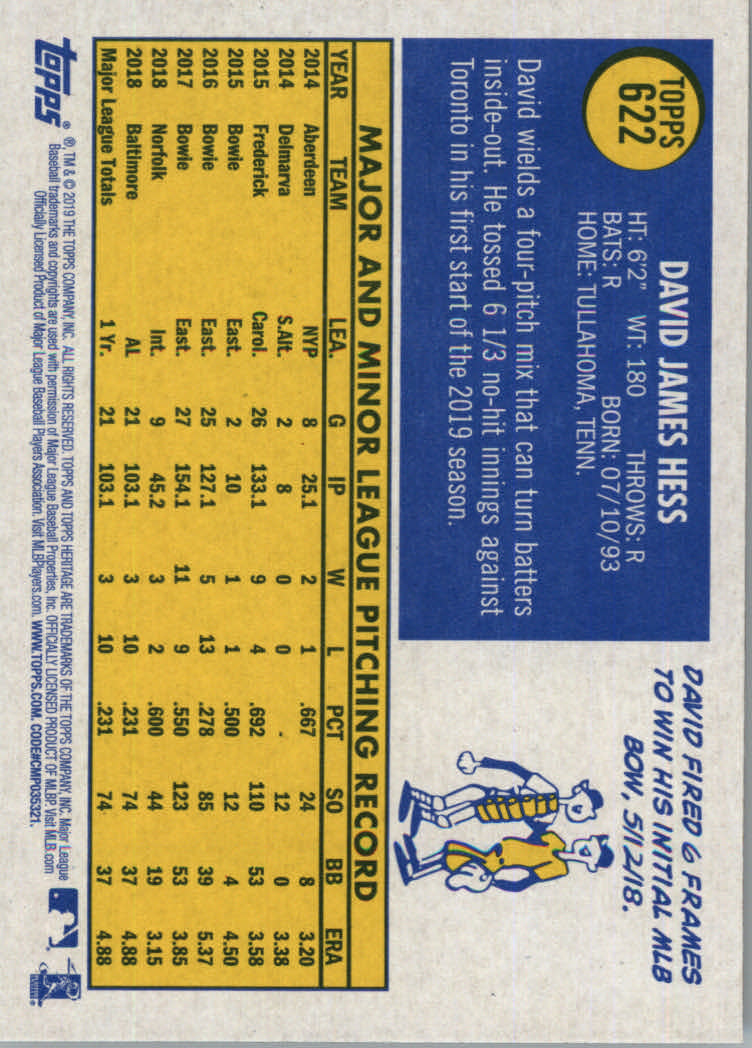 TOPPS
622
DAVID JAMES HESS
HT: 6'2" WT: 180 THROWS: R
BATS: R BORN: 07/10/93
HOME: TULLAHOMA, TENN.
David wields a four-pitch mix that can turn batters
inside-out. He tossed 6 1/3 no-hit innings against
Toronto in his first start of the 2019 season.
DAVID FIRED 6 FRAMES
TO WIN HIS INITIAL MLB
BOW, 5/12/18.
MAJOR AND MINOR LEAGUE PITCHING RECORD
YEAR TEAM LEA. G IP W L PCT SO BB ERA
2014 Aberdeen NYP 8 25.1 2 1 .667 24 8 3.20
2014 Delmarva S.Atl. 2 8 0 0 - 12 0 3.38
2015 Frederick Carol. 26 133.1 9 4 .692 110 53 3.58
2015 Bowie East. 2 10 1 1 .500 12 4 4.50
2016 Bowie East. 25 127.1 5 13 .278 85 39 5.37
2017 Bowie East. 27 154.1 11 9 .550 123 53 3.85
2018 Norfolk Int. 9 45.2 3 2 .600 44 19 3.15
2018 Baltimore AL 21 103.1 3 10 .231 74 37 4.88
Major League Totals 1 Yr. 21 103.1 3 10 .231 74 37 4.88
topps®
®, TM & © 2019 THE TOPPS COMPANY, INC. ALL RIGHTS RESERVED. TOPPS AND TOPPS HERITAGE ARE TRADEMARKS OF THE TOPPS COMPANY, INC. Major League
Baseball trademarks and copyrights are used with permission of Major League Baseball Properties, Inc. OFFICIALLY LICENSED PRODUCT OF MLBP. Visit MLB.com
Officially Licensed Product of Major League Baseball Players Association. Visit MLBPlayers.com. WWW.TOPPS.COM. CODE#CMP035321.